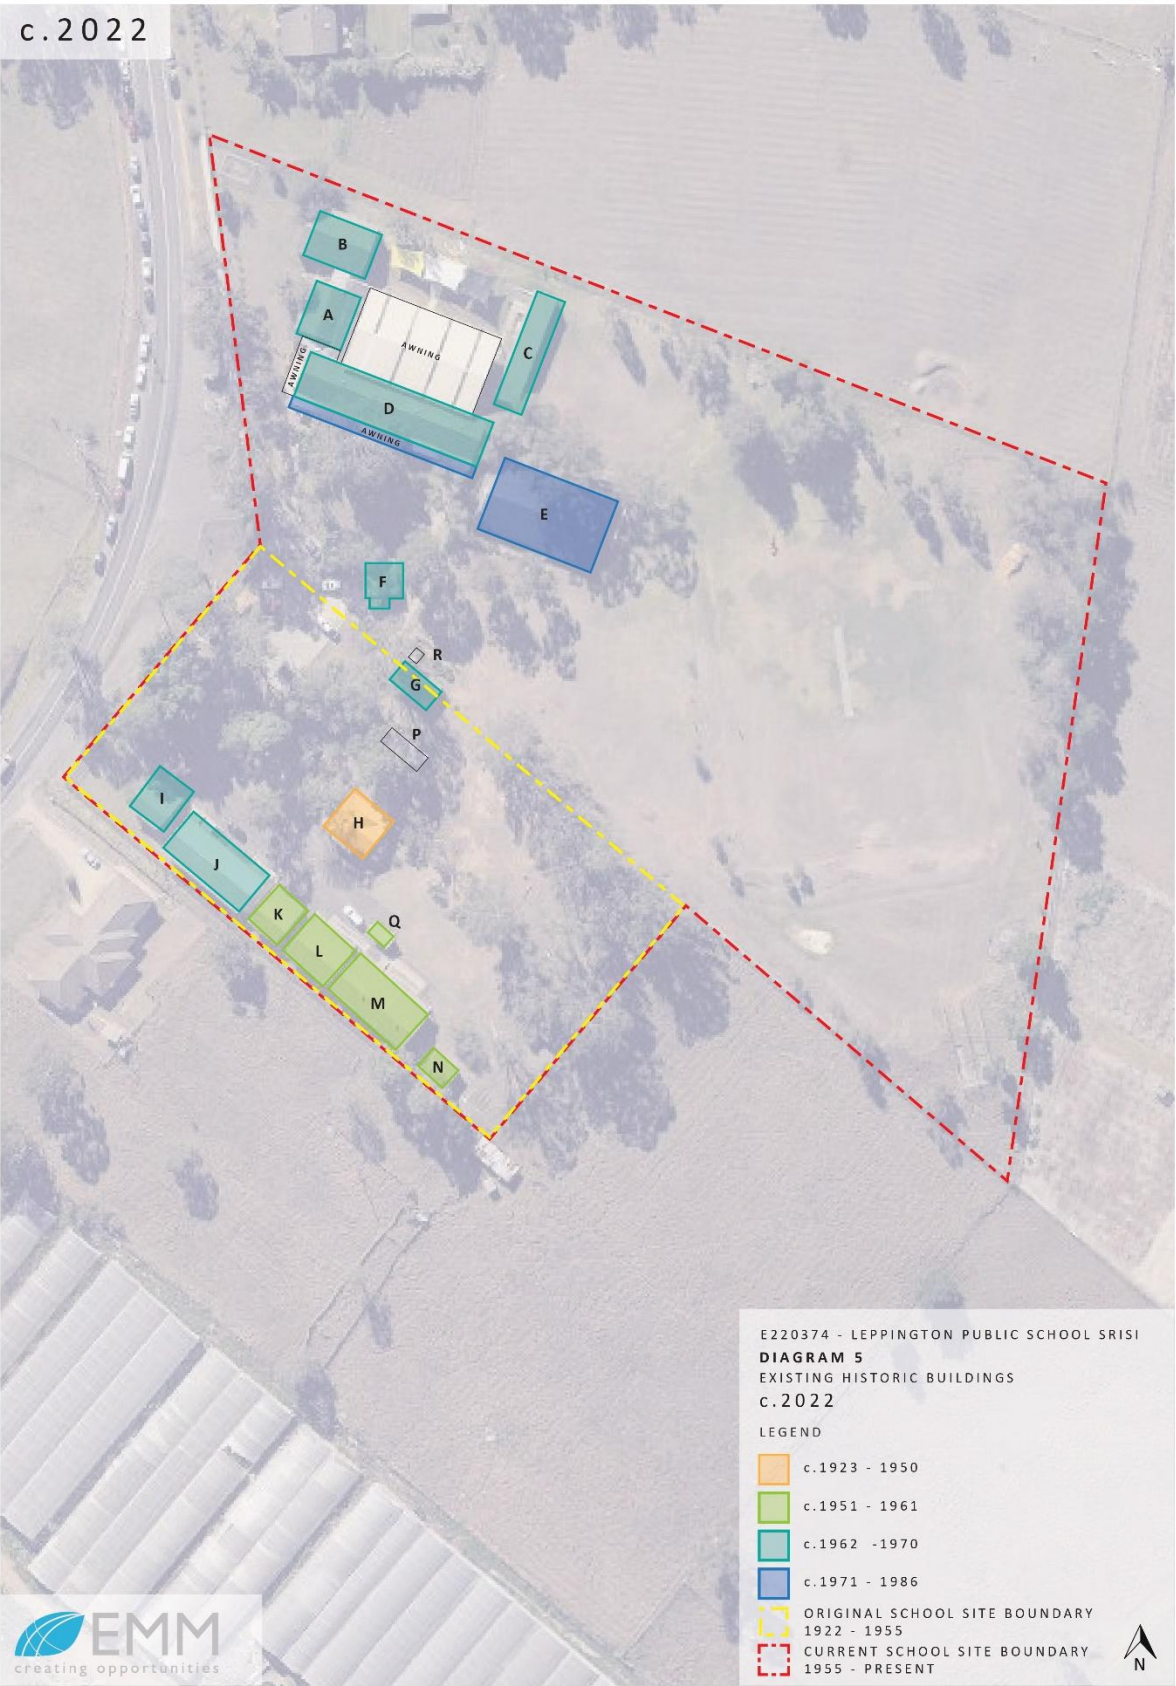 c.2022
B
A
AWNING
C
AWNING
D
AWNING
E
F
R
G
P
I
H
J
K
Q
L
M
N
E220374 - LEPPINGTON PUBLIC SCHOOL SRISI
DIAGRAM 5
EXISTING HISTORIC BUILDINGS
c.2022
LEGEND
c.1923 - 1950
c.1951 - 1961
c.1962 -1970
c.1971 - 1986
ORIGINAL SCHOOL SITE BOUNDARY
1922 - 1955
CURRENT SCHOOL SITE BOUNDARY
1955 - PRESENT
N
EMM
creating opportunities